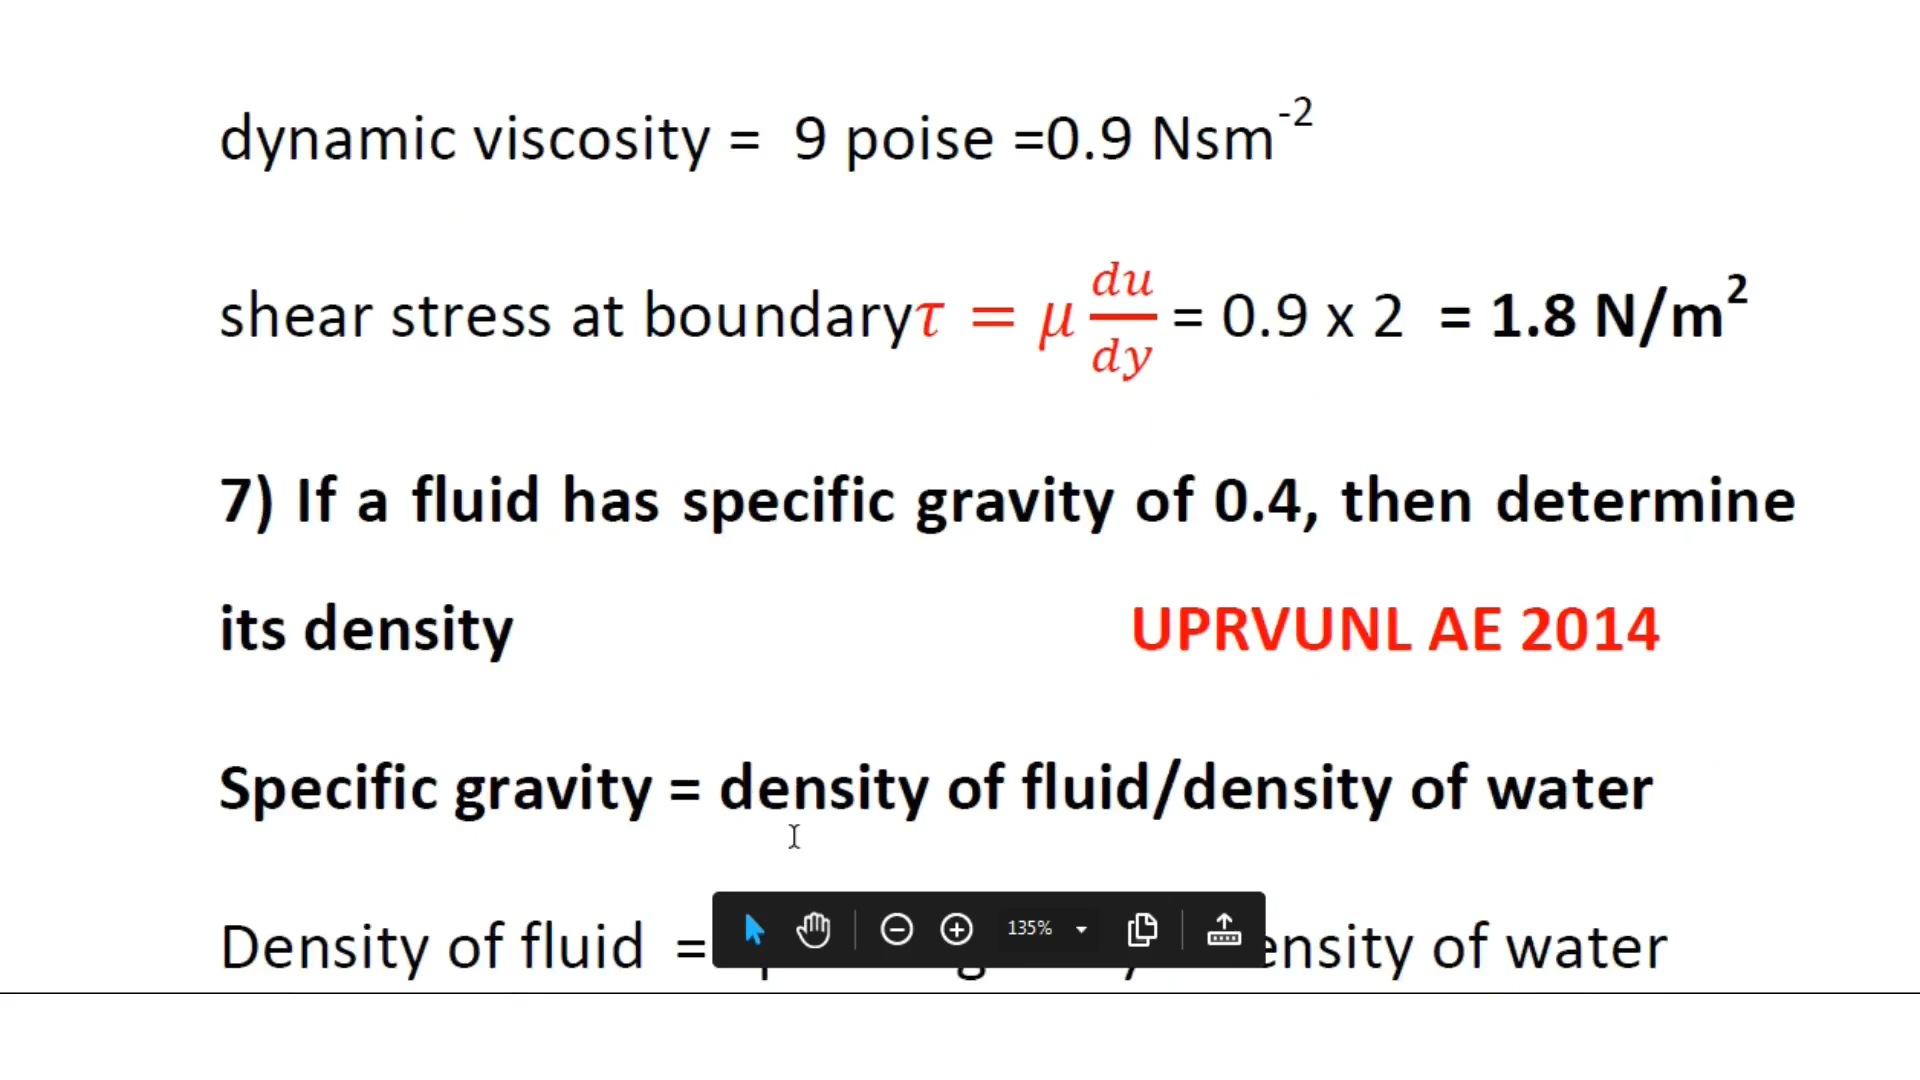 dynamic viscosity = 9 poise =0.9 Nsm⁻²
shear stress at boundaryτ = μ du/dy = 0.9 x 2 = 1.8 N/m²
7) If a fluid has specific gravity of 0.4, then determine
its density UPRVUNL AE 2014
Specific gravity = density of fluid/density of water
135%
Density of fluid = ensity of water